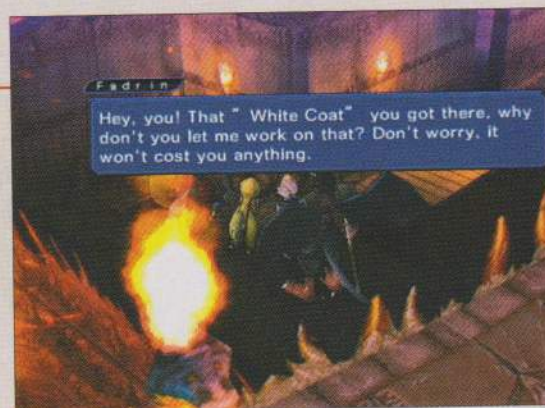 Fadrin
Hey, you! That " White Coat" you got there, why
don't you let me work on that? Don't worry, it
won't cost you anything.